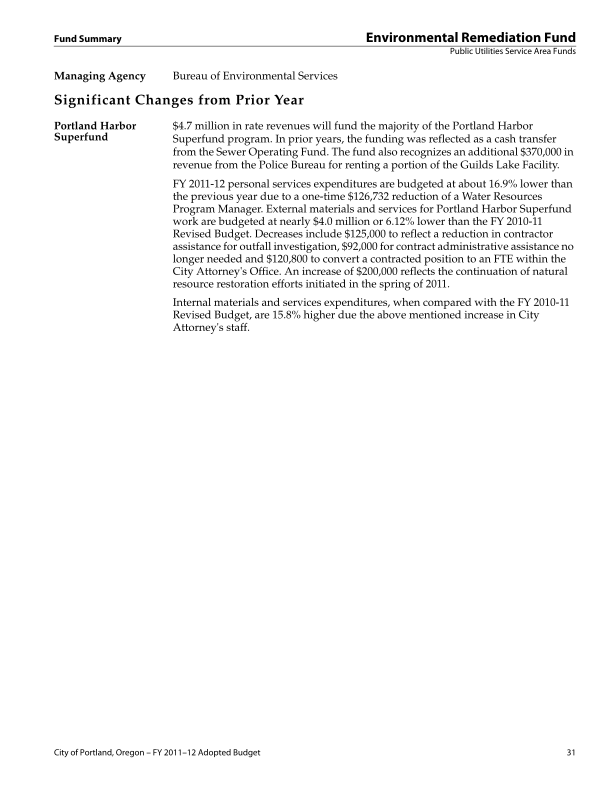 Fund Summary
Environmental Remediation Fund
Public Utilities Service Area Funds
Managing Agency Bureau of Environmental Services
Significant Changes from Prior Year
Portland Harbor
Superfund
$4.7 million in rate revenues will fund the majority of the Portland Harbor
Superfund program. In prior years, the funding was reflected as a cash transfer
from the Sewer Operating Fund. The fund also recognizes an additional $370,000 in
revenue from the Police Bureau for renting a portion of the Guilds Lake Facility.
FY 2011-12 personal services expenditures are budgeted at about 16.9% lower than
the previous year due to a one-time $126,732 reduction of a Water Resources
Program Manager. External materials and services for Portland Harbor Superfund
work are budgeted at nearly $4.0 million or 6.12% lower than the FY 2010-11
Revised Budget. Decreases include $125,000 to reflect a reduction in contractor
assistance for outfall investigation, $92,000 for contract administrative assistance no
longer needed and $120,800 to convert a contracted position to an FTE within the
City Attorney's Office. An increase of $200,000 reflects the continuation of natural
resource restoration efforts initiated in the spring of 2011.
Internal materials and services expenditures, when compared with the FY 2010-11
Revised Budget, are 15.8% higher due the above mentioned increase in City
Attorney's staff.
City of Portland, Oregon – FY 2011–12 Adopted Budget
31